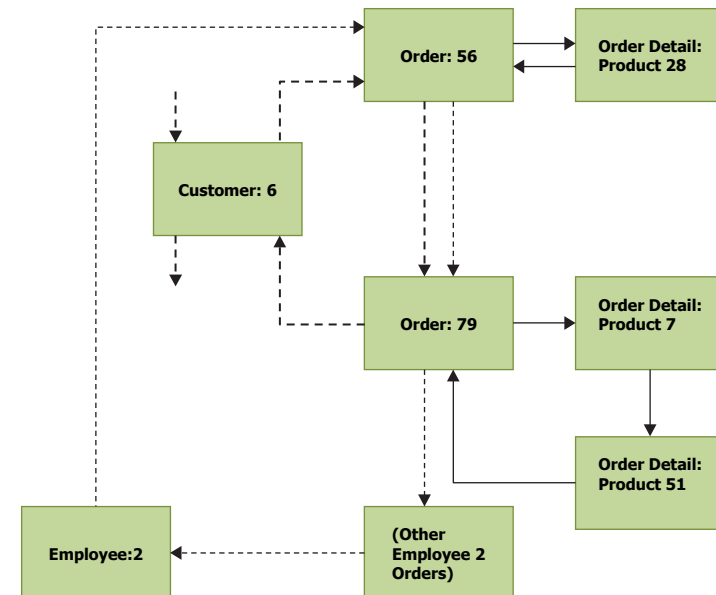 Order: 56
Order Detail:
Product 28
Customer: 6
Order: 79
Order Detail:
Product 7
Order Detail:
Product 51
Employee:2
(Other
Employee 2
Orders)